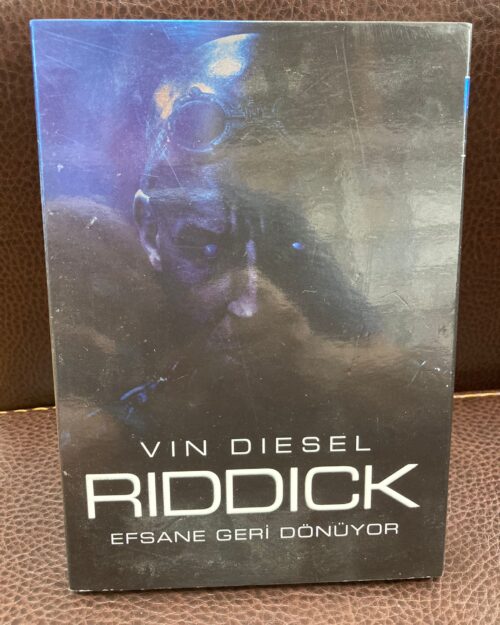 VIN DIESEL
RIDDICK
EFSANE GERİ DÖNÜYOR